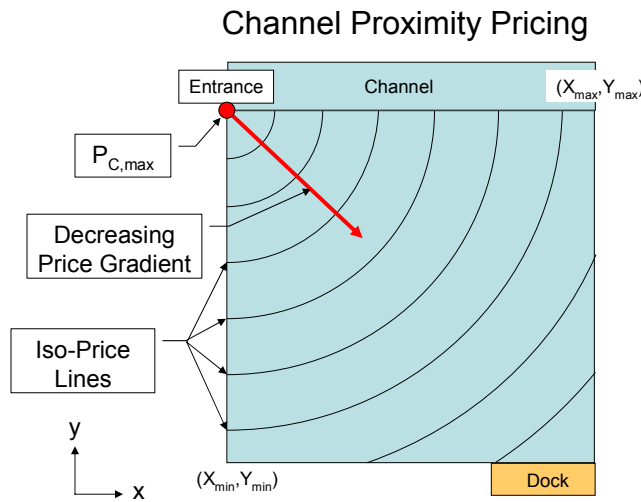 Channel Proximity Pricing
Entrance
Channel
(Xmax,Ymax)
PC,max
Decreasing
Price Gradient
Iso-Price
Lines
y
x
(Xmin,Ymin)
Dock